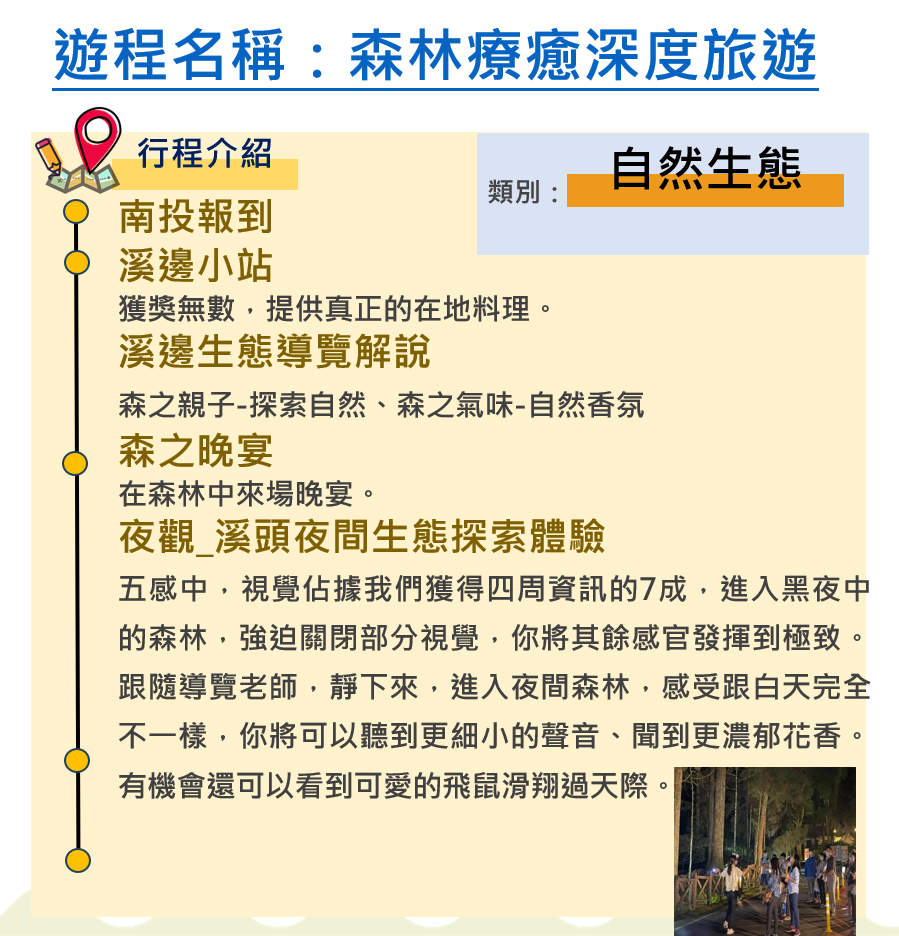 遊程名稱：森林療癒深度旅遊
行程介紹
類別：
自然生態
南投報到
溪邊小站
獲獎無數，提供真正的在地料理。
溪邊生態導覽解說
森之親子-探索自然、森之氣味-自然香氛
森之晚宴
在森林中來場晚宴。
夜觀_溪頭夜間生態探索體驗
五感中，視覺佔據我們獲得四周資訊的7成，進入黑夜中
的森林，強迫關閉部分視覺，你將其餘感官發揮到極致。
跟隨導覽老師，靜下來，進入夜間森林，感受跟白天完全
不一樣，你將可以聽到更細小的聲音、聞到更濃郁花香。
有機會還可以看到可愛的飛鼠滑翔過天際。